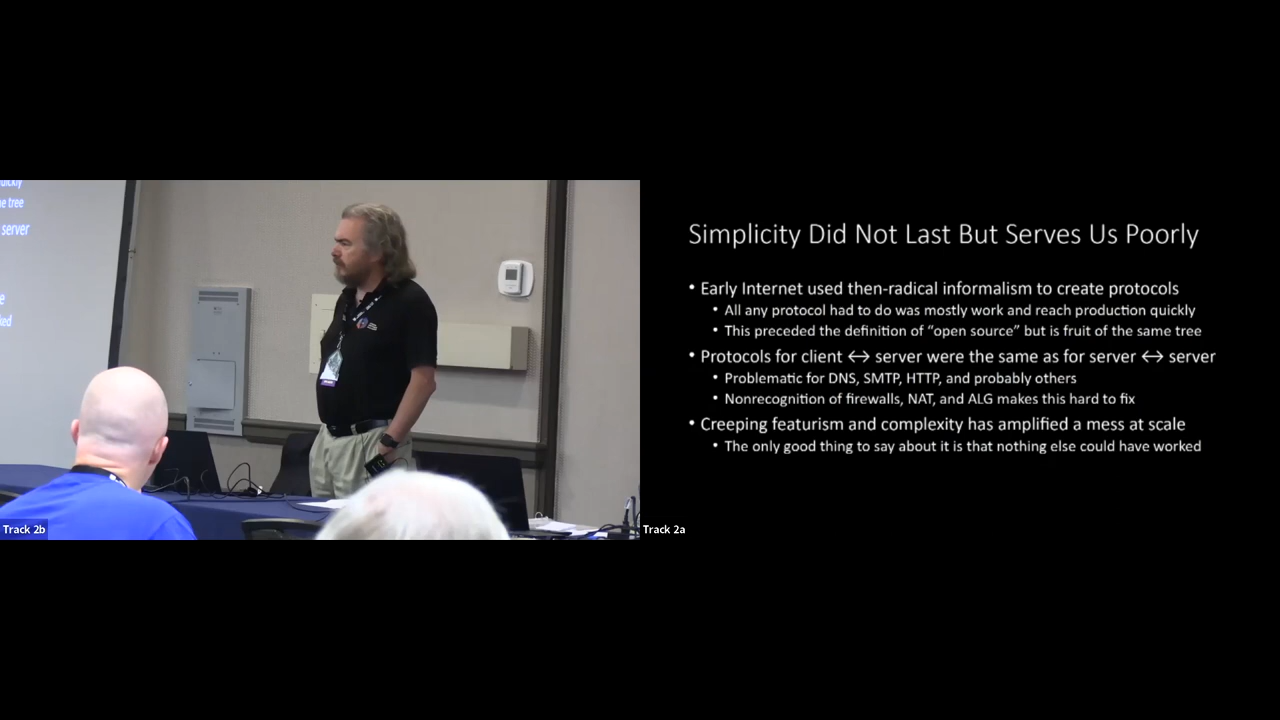 uickly
e tree
server
e
ked
Track 2b
Simplicity Did Not Last But Serves Us Poorly
• Early Internet used then-radical informalism to create protocols
• All any protocol had to do was mostly work and reach production quickly
• This preceded the definition of “open source” but is fruit of the same tree
• Protocols for client ↔ server were the same as for server ↔ server
• Problematic for DNS, SMTP, HTTP, and probably others
• Nonrecognition of firewalls, NAT, and ALG makes this hard to fix
• Creeping featurism and complexity has amplified a mess at scale
• The only good thing to say about it is that nothing else could have worked
Track 2a